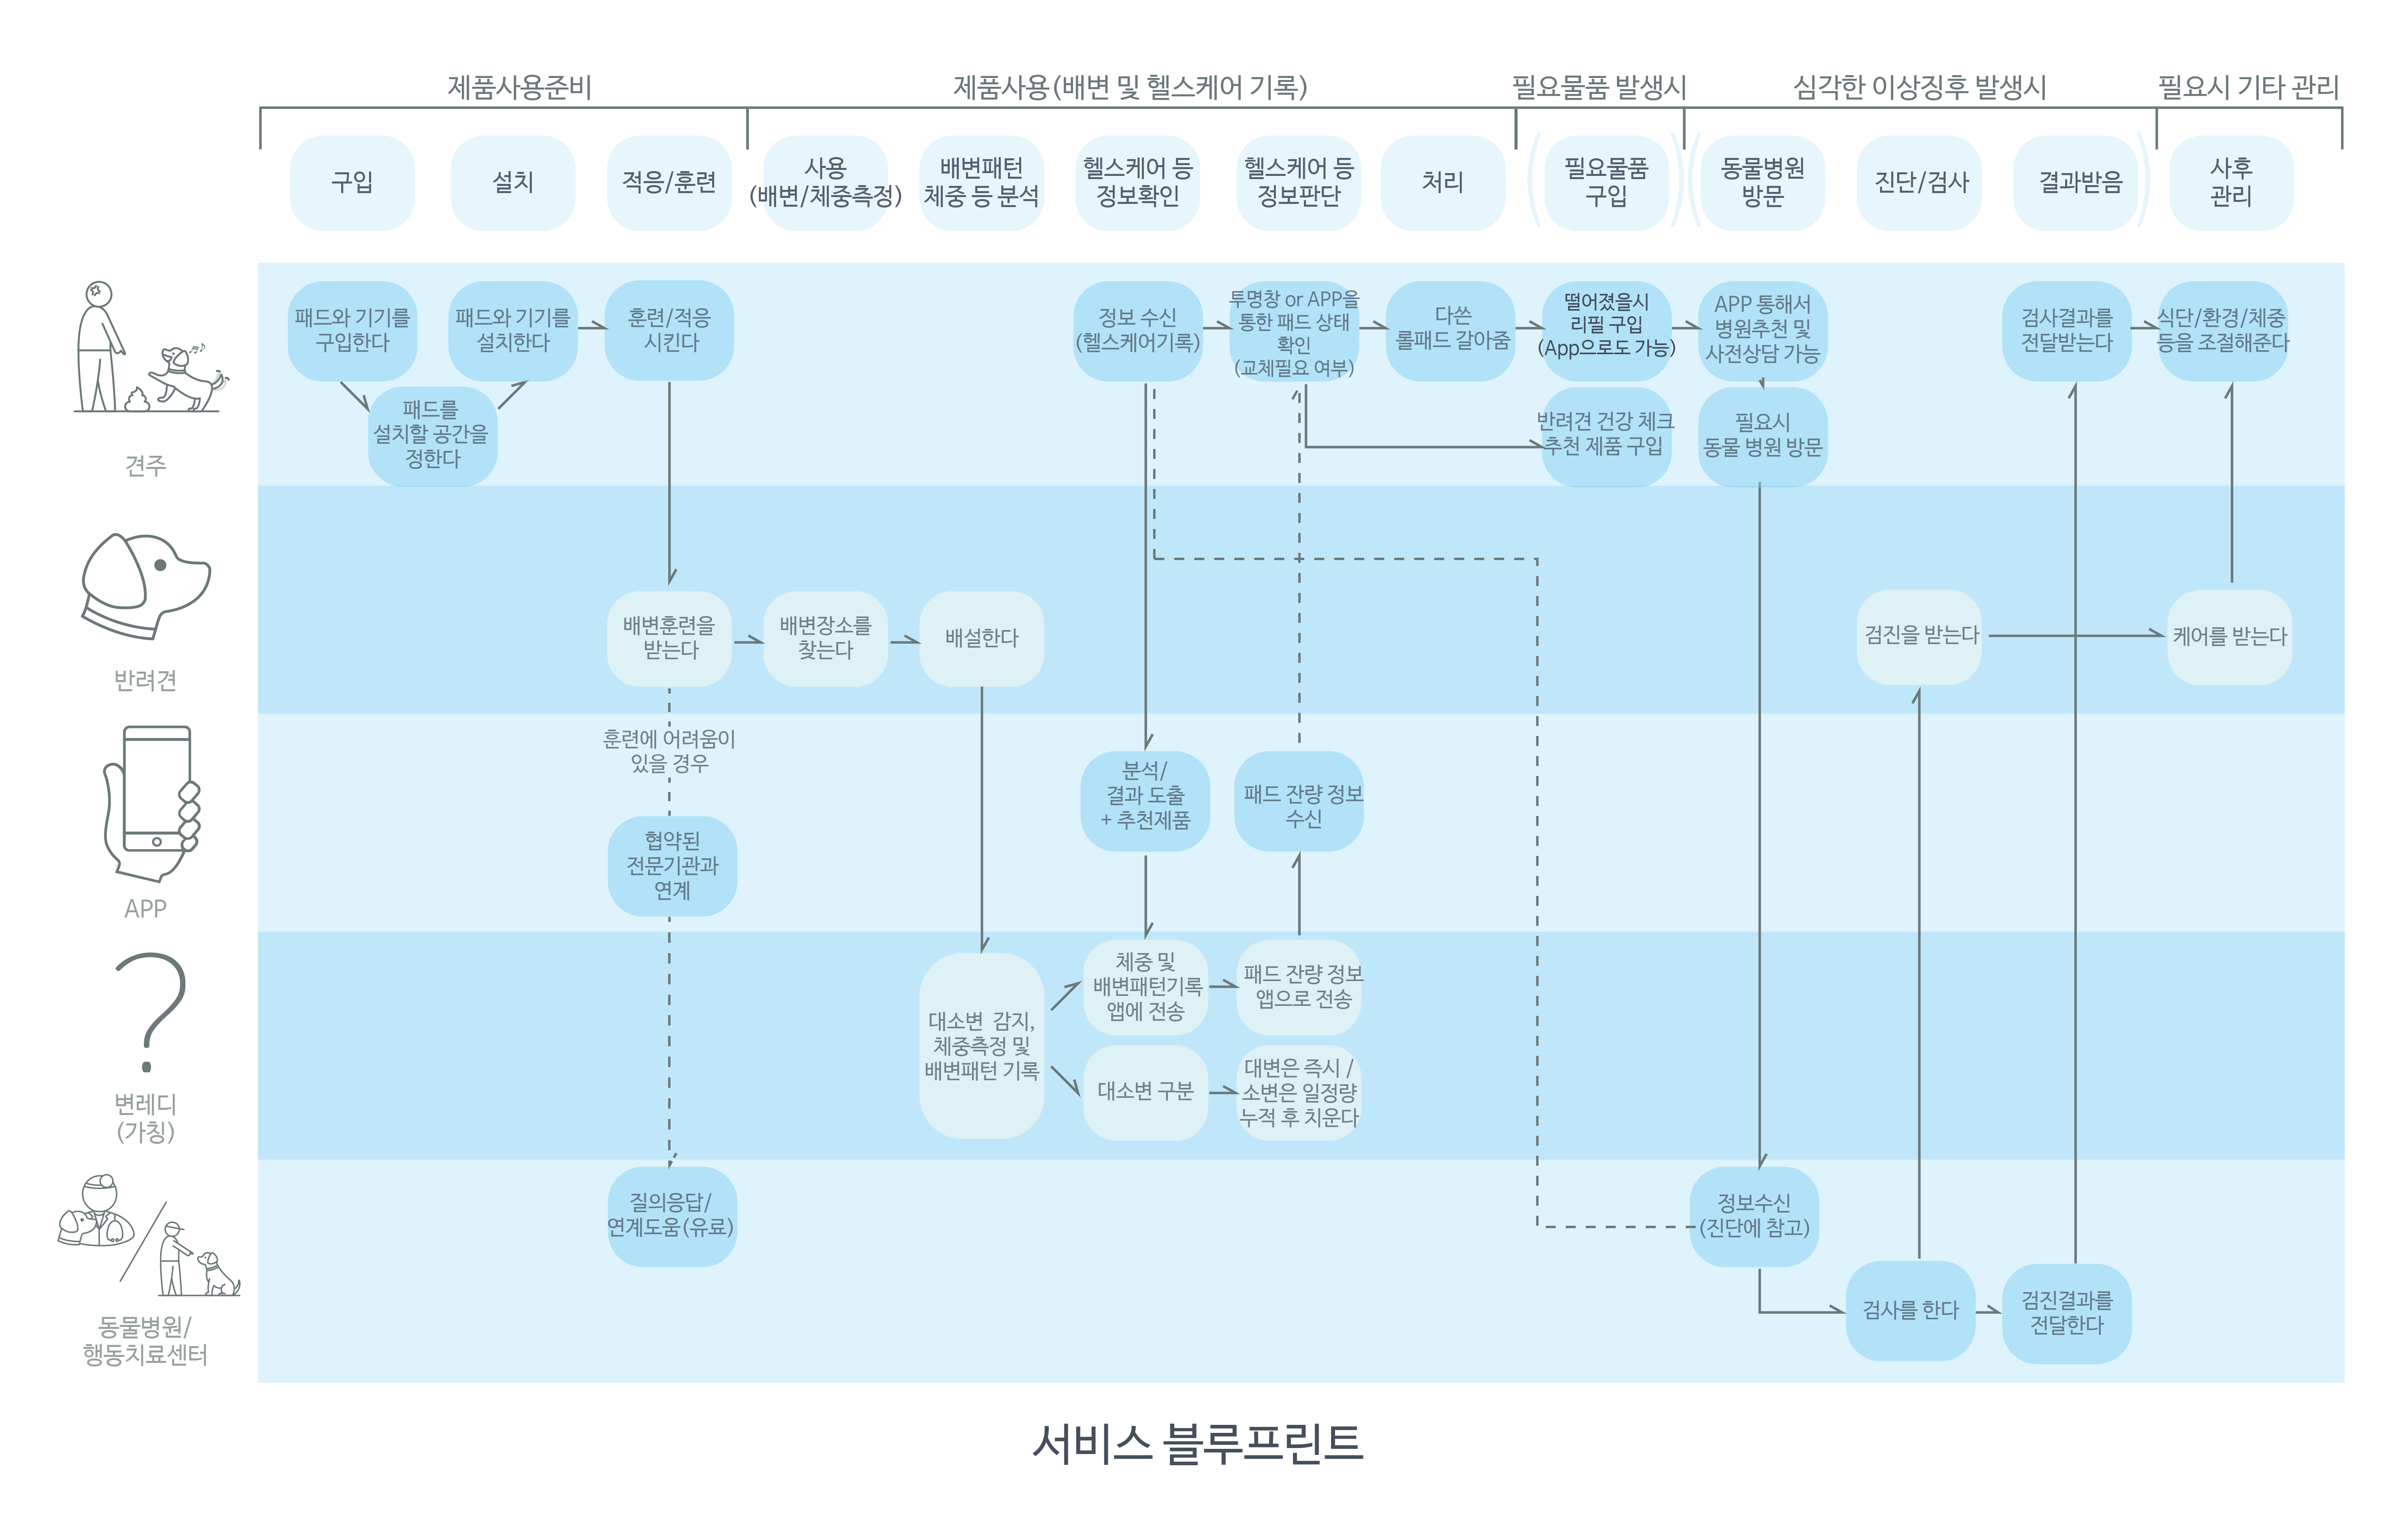 제품사용준비
제품사용(배변 및 헬스케어 기록)
필요물품 발생시
심각한 이상징후 발생시
필요시 기타 관리
구입
설치
적응/훈련
사용
(배변/체중측정)
배변패턴
체중 등 분석
헬스케어 등
정보확인
헬스케어 등
정보판단
처리
필요물품
구입
동물병원
방문
진단/검사
결과받음
사후
관리
견주
패드와 기기를
구입한다
패드를
설치할 공간을
정한다
패드와 기기를
설치한다
훈련/적응
시킨다
정보 수신
(헬스케어기록)
투명창 or APP을
통한 패드 상태
확인
(교체필요 여부)
다쓴
롤패드 갈아줌
떨어졌을시
리필 구입
(App으로도 가능)
반려견 건강 체크
추천 제품 구입
APP 통해서
병원추천 및
사전상담 가능
필요시
동물 병원 방문
검사결과를
전달받는다
식단/환경/체중
등을 조절해준다
반려견
배변훈련을
받는다
배변장소를
찾는다
배설한다
검진을 받는다
케어를 받는다
APP
훈련에 어려움이
있을 경우
협약된
전문기관과
연계
분석/
결과 도출
+ 추천제품
패드 잔량 정보
수신
변레디
(가칭)
대소변 감지,
체중측정 및
배변패턴 기록
체중 및
배변패턴기록
앱에 전송
패드 잔량 정보
앱으로 전송
대소변 구분
대변은 즉시 /
소변은 일정량
누적 후 치운다
동물병원/
행동치료센터
질의응답/
연계도움(유료)
정보수신
(진단에 참고)
검사를 한다
검진결과를
전달한다
서비스 블루프린트